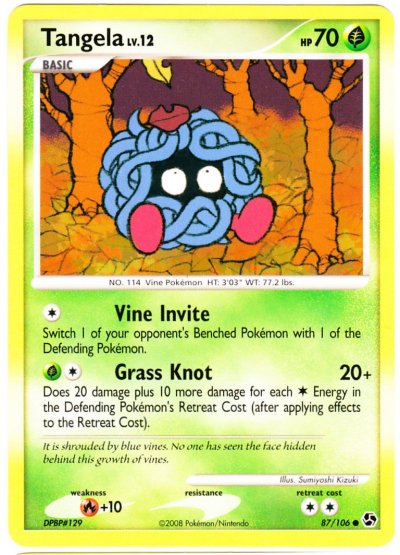 Tangela LV.12 HP 70
BASIC
NO. 114 Vine Pokémon HT: 3'03" WT: 77.2 lbs.
Vine Invite
Switch 1 of your opponent's Benched Pokémon with 1 of the
Defending Pokémon.
Grass Knot 20+
Does 20 damage plus 10 more damage for each Energy in
the Defending Pokémon's Retreat Cost (after applying effects
to the Retreat Cost).
It is shrouded by blue vines. No one has seen the face hidden
behind this growth of vines.
Illus. Sumiyoshi Kizuki
weakness resistance retreat cost
+10
DPBP#129 ©2008 Pokémon/Nintendo 87/106